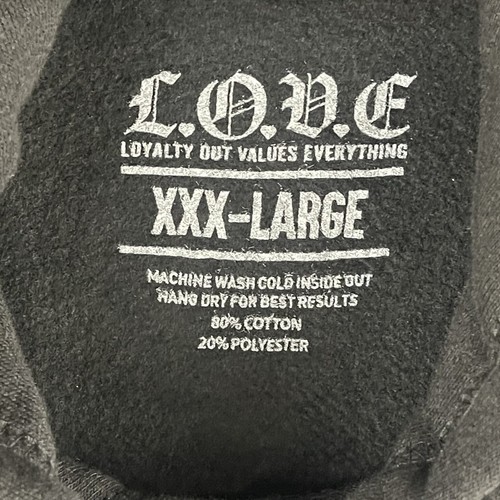 L.O.V.E
LOYALTY OUT VALUES EVERYTHING
XXX-LARGE
MACHINE WASH COLD INSIDE OUT
HANG DRY FOR BEST RESULTS
80% COTTON
20% POLYESTER